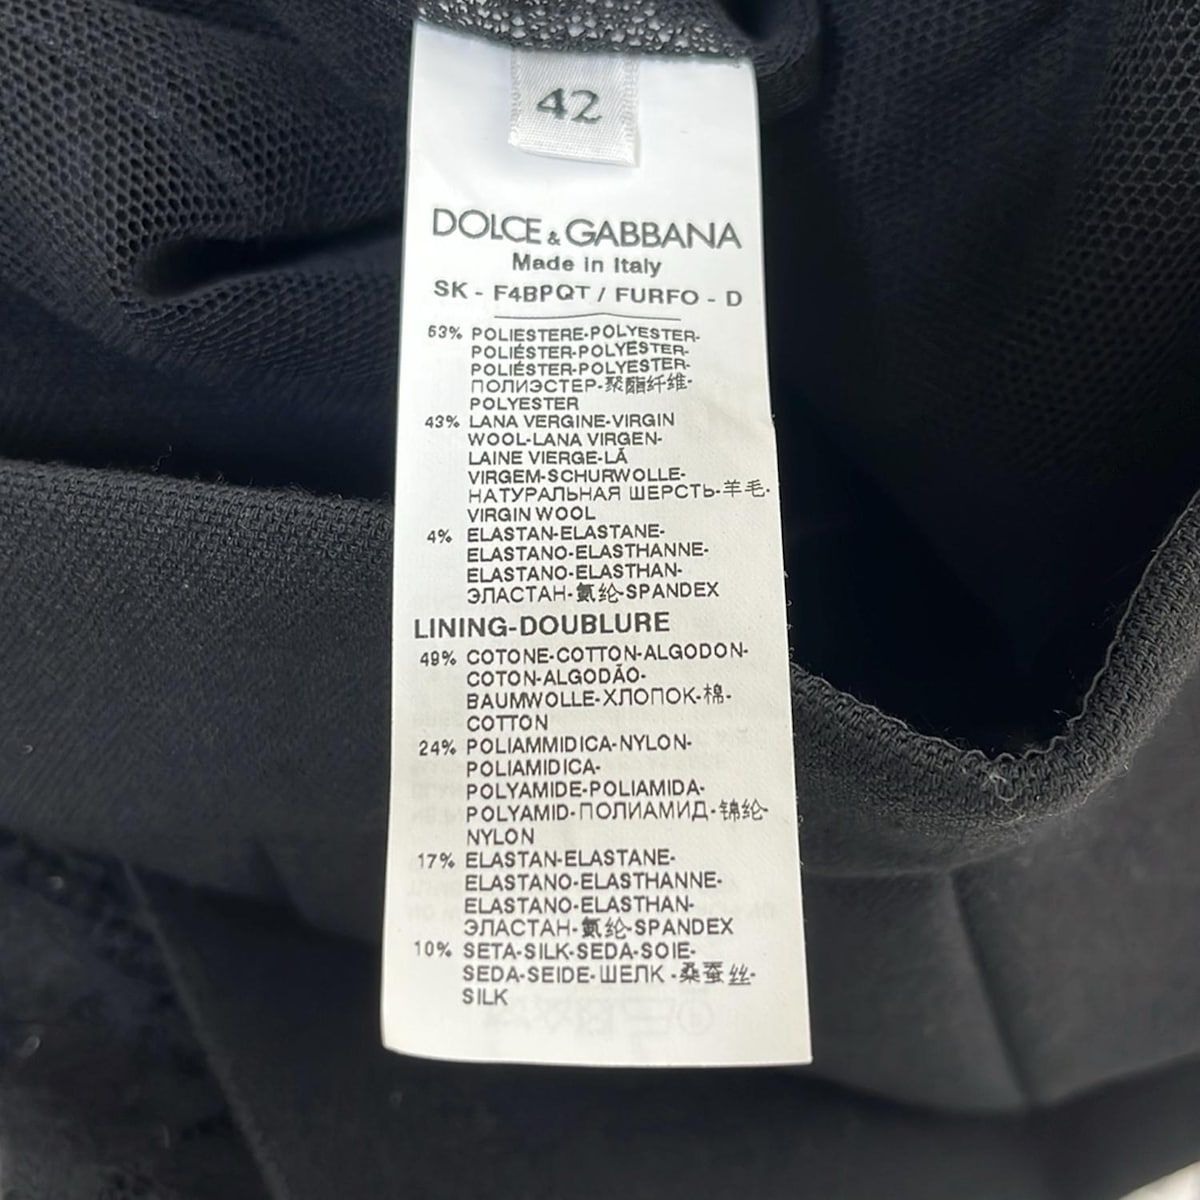 42
DOLCE & GABBANA
Made in Italy
SK - F4BPQT / FURFO - D
53% POLIESTERE-POLYESTER-
POLIÉSTER-POLYESTER-
POLIÉSTER-POLYESTER-
ПОЛИЭСТЕР-聚酯纤维-
POLYESTER
43% LANA VERGINE-VIRGIN
WOOL-LANA VIRGEN-
LAINE VIERGE-LÃ
VIRGEM-SCHURWOLLE-
НАТУРАЛЬНАЯ ШЕРСТЬ-羊毛-
VIRGIN WOOL
4% ELASTAN-ELASTANE-
ELASTANO-ELASTHANNE-
ELASTANO-ELASTHAN-
ЭЛАСТАН-氨纶-SPANDEX
LINING-DOUBLURE
49% COTONE-COTTON-ALGODON-
COTON-ALGODÃO-
BAUMWOLLE-ХЛОПОК-棉-
COTTON
24% POLIAMMIDICA-NYLON-
POLIAMIDICA-
POLYAMIDE-POLIAMIDA-
POLYAMID-ПОЛИАМИД-锦纶-
NYLON
17% ELASTAN-ELASTANE-
ELASTANO-ELASTHANNE-
ELASTANO-ELASTHAN-
ЭЛАСТАН-氨纶-SPANDEX
10% SETA-SILK-SEDA-SOIE-
SEDA-SEIDE-ШЕЛК -桑蚕丝-
SILK